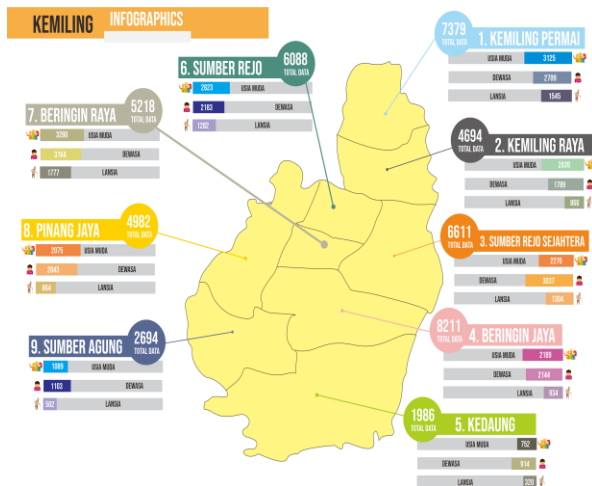 KEMILING INFOGRAPHICS
7379 TOTAL DATA
1. KEMILING PERMAI
USIA MUDA 3125
DEWASA 2709
LANSIA 1545
4694 TOTAL DATA
2. KEMILING RAYA
USIA MUDA
DEWASA 1789
LANSIA
6611 TOTAL DATA
3. SUMBER REJO SEJAHTERA
USIA MUDA 2270
DEWASA 3037
LANSIA 1304
8211 TOTAL DATA
4. BERINGIN JAYA
USIA MUDA 2189
DEWASA 2144
LANSIA 934
1986 TOTAL DATA
5. KEDAUNG
USIA MUDA 752
DEWASA 914
LANSIA 320
6. SUMBER REJO
6088 TOTAL DATA
2623 USIA MUDA
2183 DEWASA
1282 LANSIA
7. BERINGIN RAYA
5218 TOTAL DATA
USIA MUDA
DEWASA
1777 LANSIA
8. PINANG JAYA
4982 TOTAL DATA
2075 USIA MUDA
2043 DEWASA
864 LANSIA
9. SUMBER AGUNG
2694 TOTAL DATA
1089 USIA MUDA
1103 DEWASA
502 LANSIA